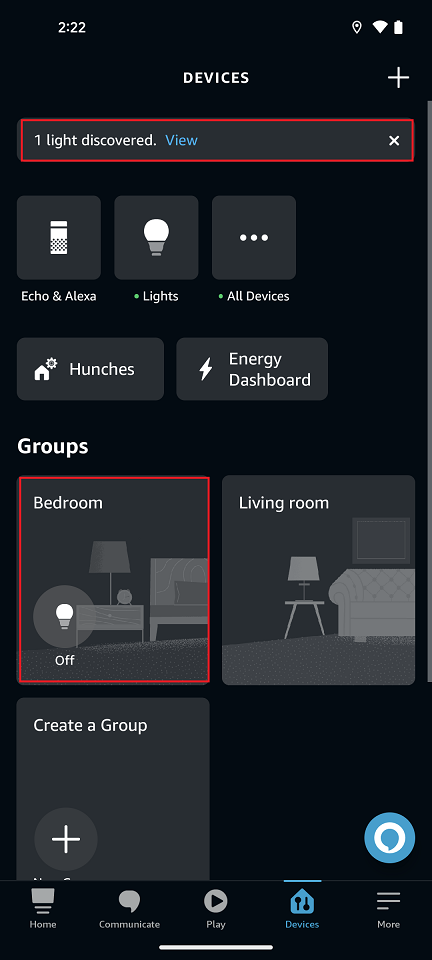 2:22
DEVICES
1 light discovered. View
Echo & Alexa
Lights
All Devices
Hunches
Energy
Dashboard
Groups
Bedroom
Living room
Off
Create a Group
Home
Communicate
Play
Devices
More